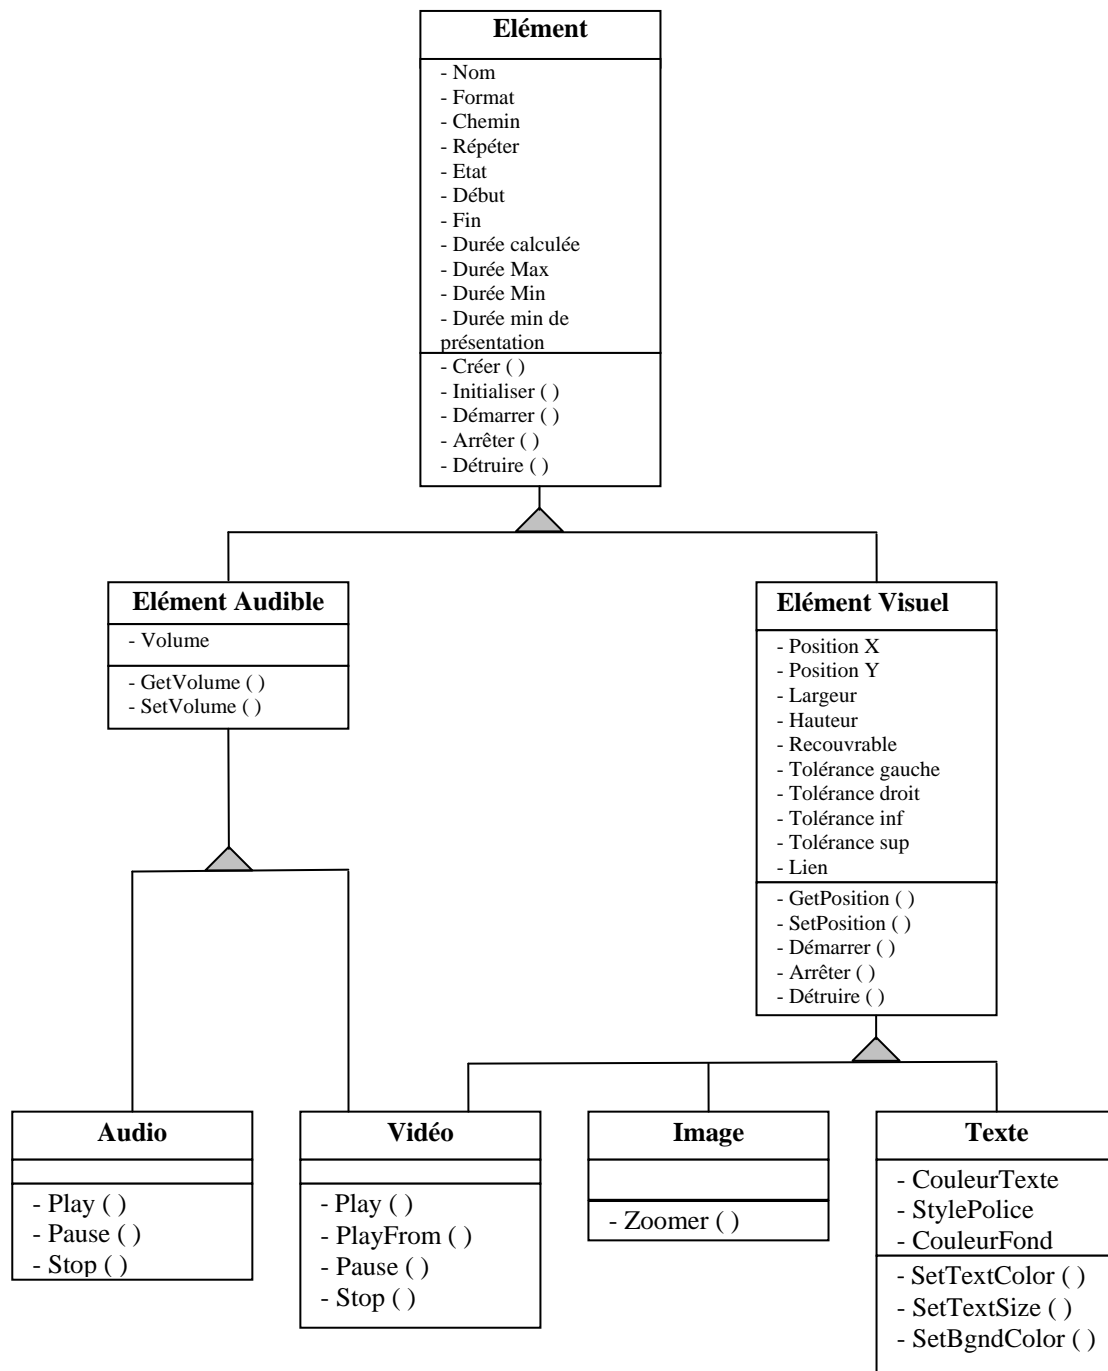 Elément
- Nom
- Format
- Chemin
- Répéter
- Etat
- Début
- Fin
- Durée calculée
- Durée Max
- Durée Min
- Durée min de
présentation
- Créer ( )
- Initialiser ( )
- Démarrer ( )
- Arrêter ( )
- Détruire ( )
Elément Audible
- Volume
- GetVolume ( )
- SetVolume ( )
Elément Visuel
- Position X
- Position Y
- Largeur
- Hauteur
- Recouvrable
- Tolérance gauche
- Tolérance droit
- Tolérance inf
- Tolérance sup
- Lien
- GetPosition ( )
- SetPosition ( )
- Démarrer ( )
- Arrêter ( )
- Détruire ( )
Audio
- Play ( )
- Pause ( )
- Stop ( )
Vidéo
- Play ( )
- PlayFrom ( )
- Pause ( )
- Stop ( )
Image
- Zoomer ( )
Texte
- CouleurTexte
- StylePolice
- CouleurFond
- SetTextColor ( )
- SetTextSize ( )
- SetBgndColor ( )